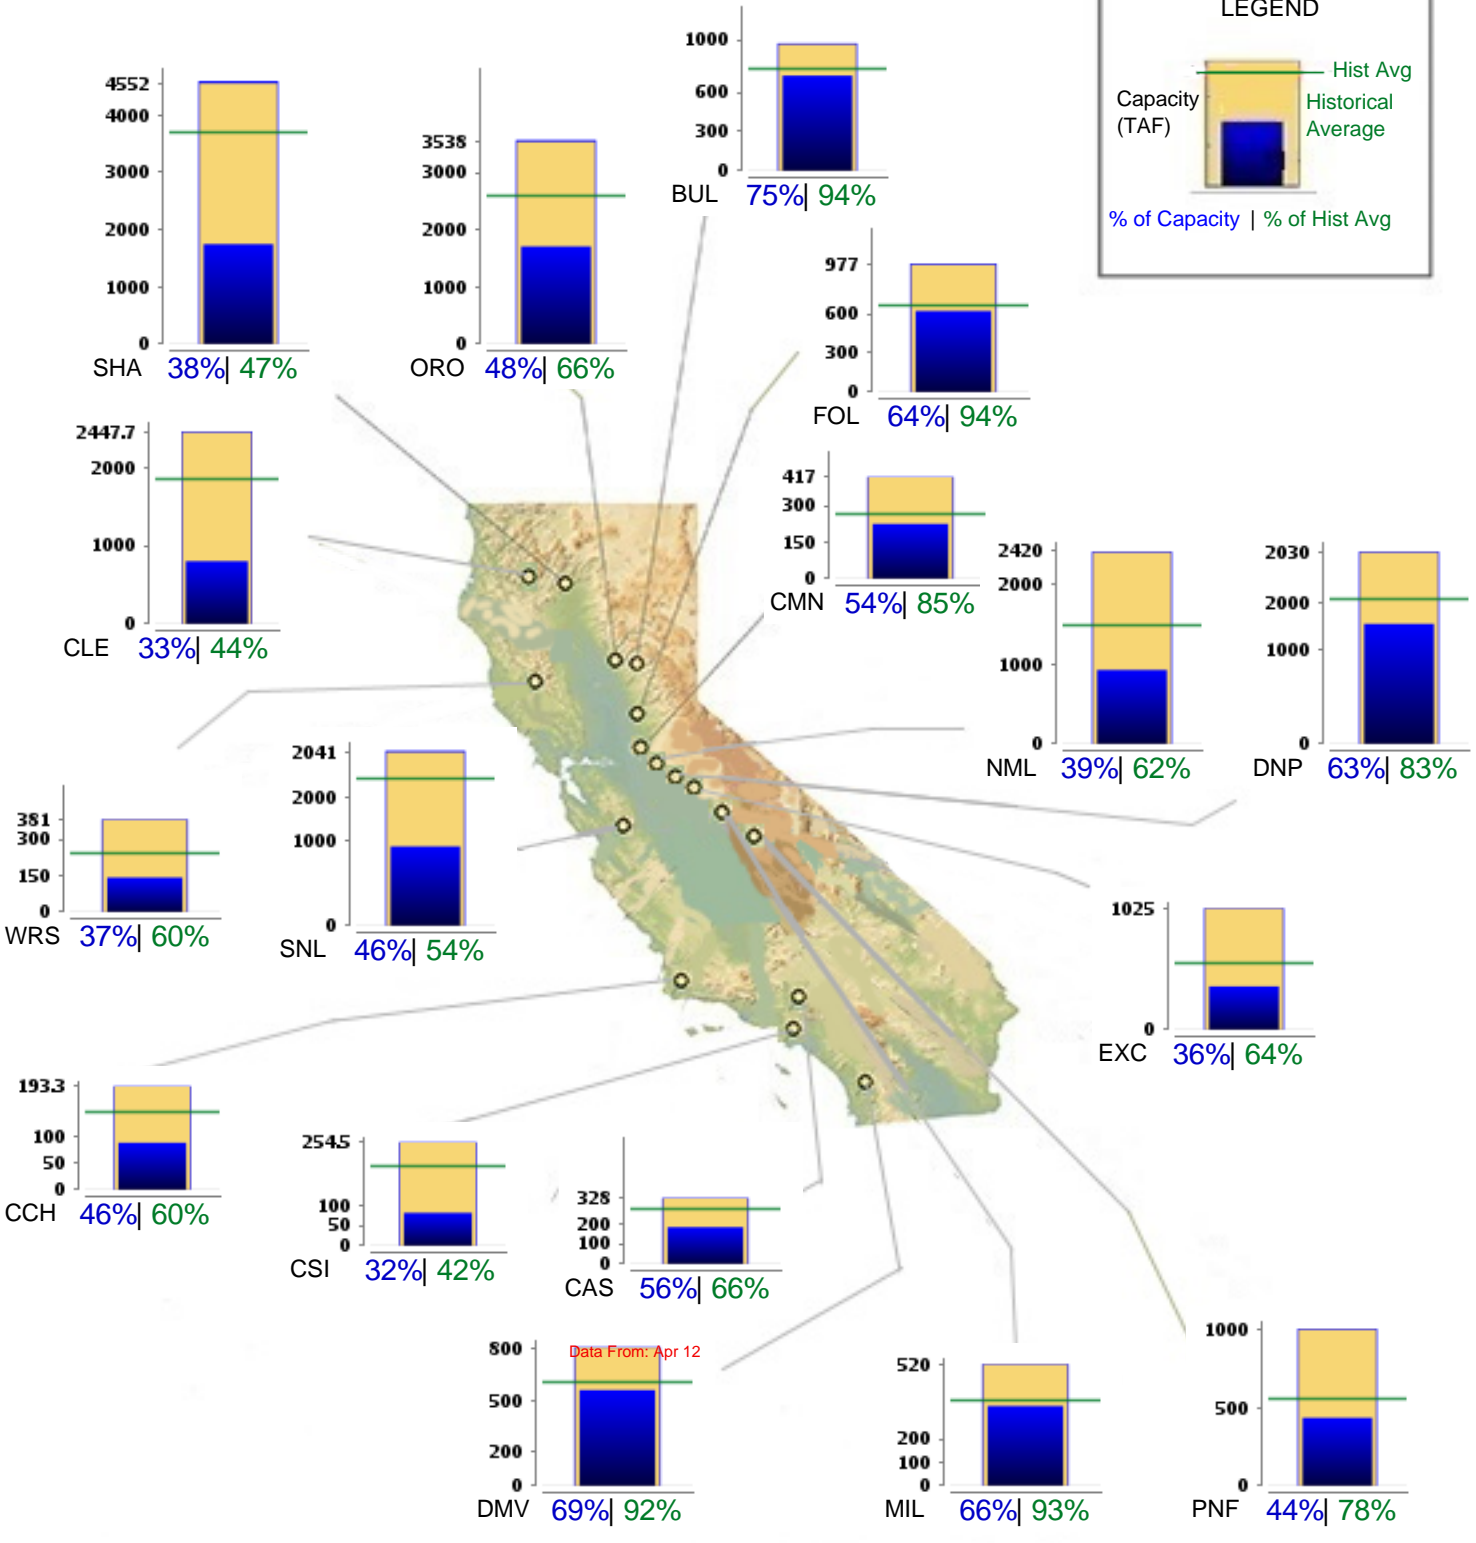 LEGEND
Hist Avg
Capacity
(TAF)
Historical
Average
% of Capacity | % of Hist Avg
4552
4000
3000
2000
1000
0
SHA 38%| 47%
3538
3000
2000
1000
0
ORO 48%| 66%
1000
600
300
0
BUL 75%| 94%
977
600
300
0
FOL 64%| 94%
2447.7
2000
1000
0
CLE 33%| 44%
417
300
150
0
CMN 54%| 85%
2420
2000
1000
0
NML 39%| 62%
2030
2000
1000
0
DNP 63%| 83%
381
300
150
0
WRS 37%| 60%
2041
2000
1000
0
SNL 46%| 54%
1025
0
EXC 36%| 64%
193.3
100
50
0
CCH 46%| 60%
254.5
100
50
0
CSI 32%| 42%
328
200
100
0
CAS 56%| 66%
800
Data From: Apr 12
500
200
0
DMV 69%| 92%
520
200
100
0
MIL 66%| 93%
1000
500
0
PNF 44%| 78%